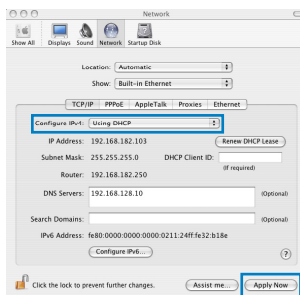 Network
Show All Displays Sound Network Startup Disk
Location: Automatic
Show: Built-in Ethernet
TCP/IP PPPoE AppleTalk Proxies Ethernet
Configure IPv4: Using DHCP
IP Address: 192.168.182.103 Renew DHCP Lease
Subnet Mask: 255.255.255.0 DHCP Client ID:
(If required)
Router: 192.168.182.250
DNS Servers: 192.168.128.10 (Optional)
Search Domains: (Optional)
IPv6 Address: fe80:0000:0000:0000:0211:24ff:fe32:b18e
Configure IPv6... ?
Click the lock to prevent further changes. Assist me... Apply Now